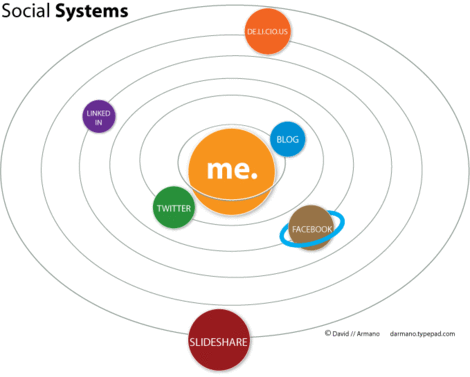 Social Systems
DE.LI.CIO.US
LINKED
IN
BLOG
me.
TWITTER
FACEBOOK
© David // Armano darmano.typepad.com
SLIDESHARE